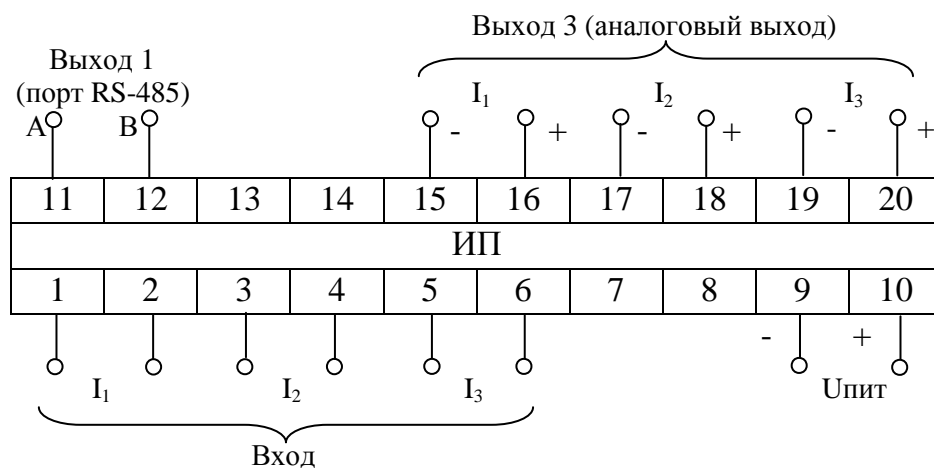 Выход 3 (аналоговый выход)
Выход 1
(порт RS-485)
I₁ I₂ I₃
A B - + - + - +
11 12 13 14 15 16 17 18 19 20
ИП
1 2 3 4 5 6 7 8 9 10
- +
I₁ I₂ I₃ Uпит
Вход